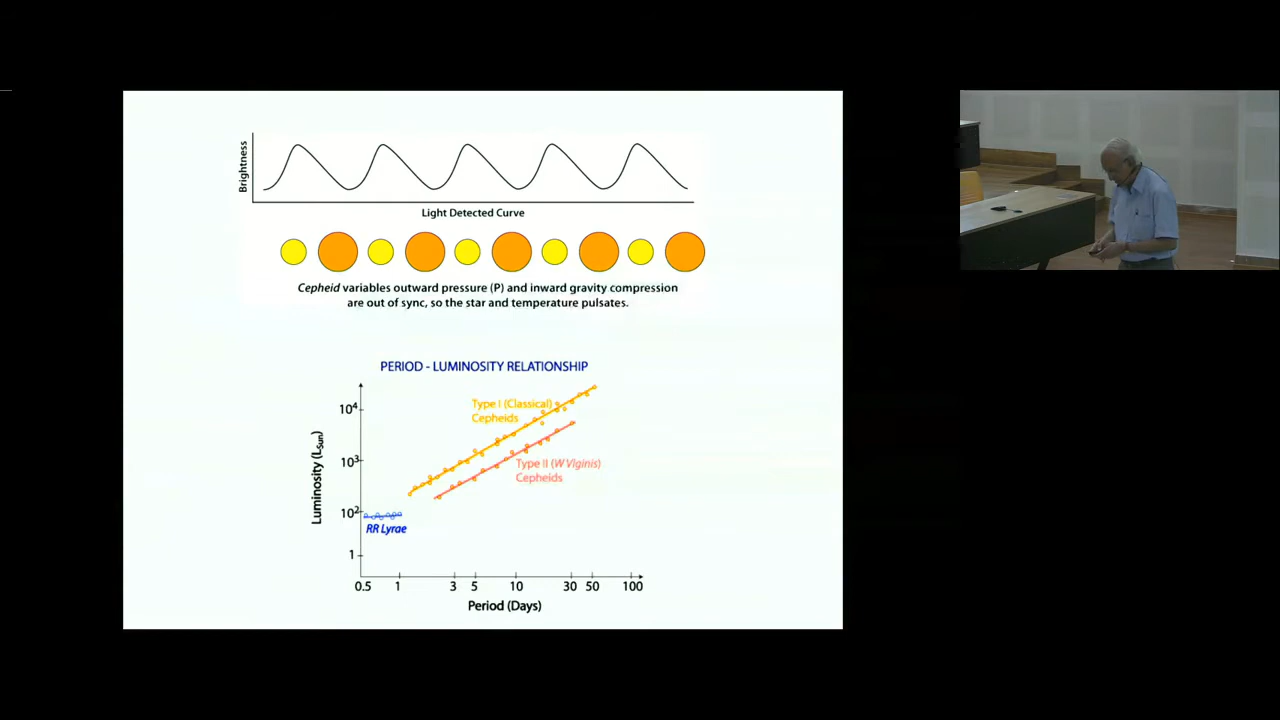 Brightness
Light Detected Curve
Cepheid variables outward pressure (P) and inward gravity compression
are out of sync, so the star and temperature pulsates.
PERIOD - LUMINOSITY RELATIONSHIP
Luminosity (LSun)
10⁴
10³
10²
1
Type I (Classical)
Cepheids
Type II (W Viginis)
Cepheids
RR Lyrae
0.5 1 3 5 10 30 50 100
Period (Days)